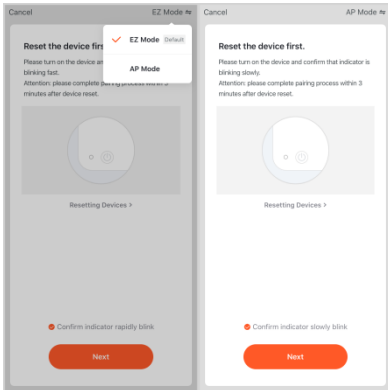 Cancel
EZ Mode
EZ Mode Default
AP Mode
Reset the device firs
Please turn on the device an
blinking fast.
Attention: please complete pairing process within 3
minutes after device reset.
Resetting Devices >
Confirm indicator rapidly blink
Next
Cancel
AP Mode
Reset the device first.
Please turn on the device and confirm that indicator is
blinking slowly.
Attention: please complete pairing process within 3
minutes after device reset.
Resetting Devices >
Confirm indicator slowly blink
Next